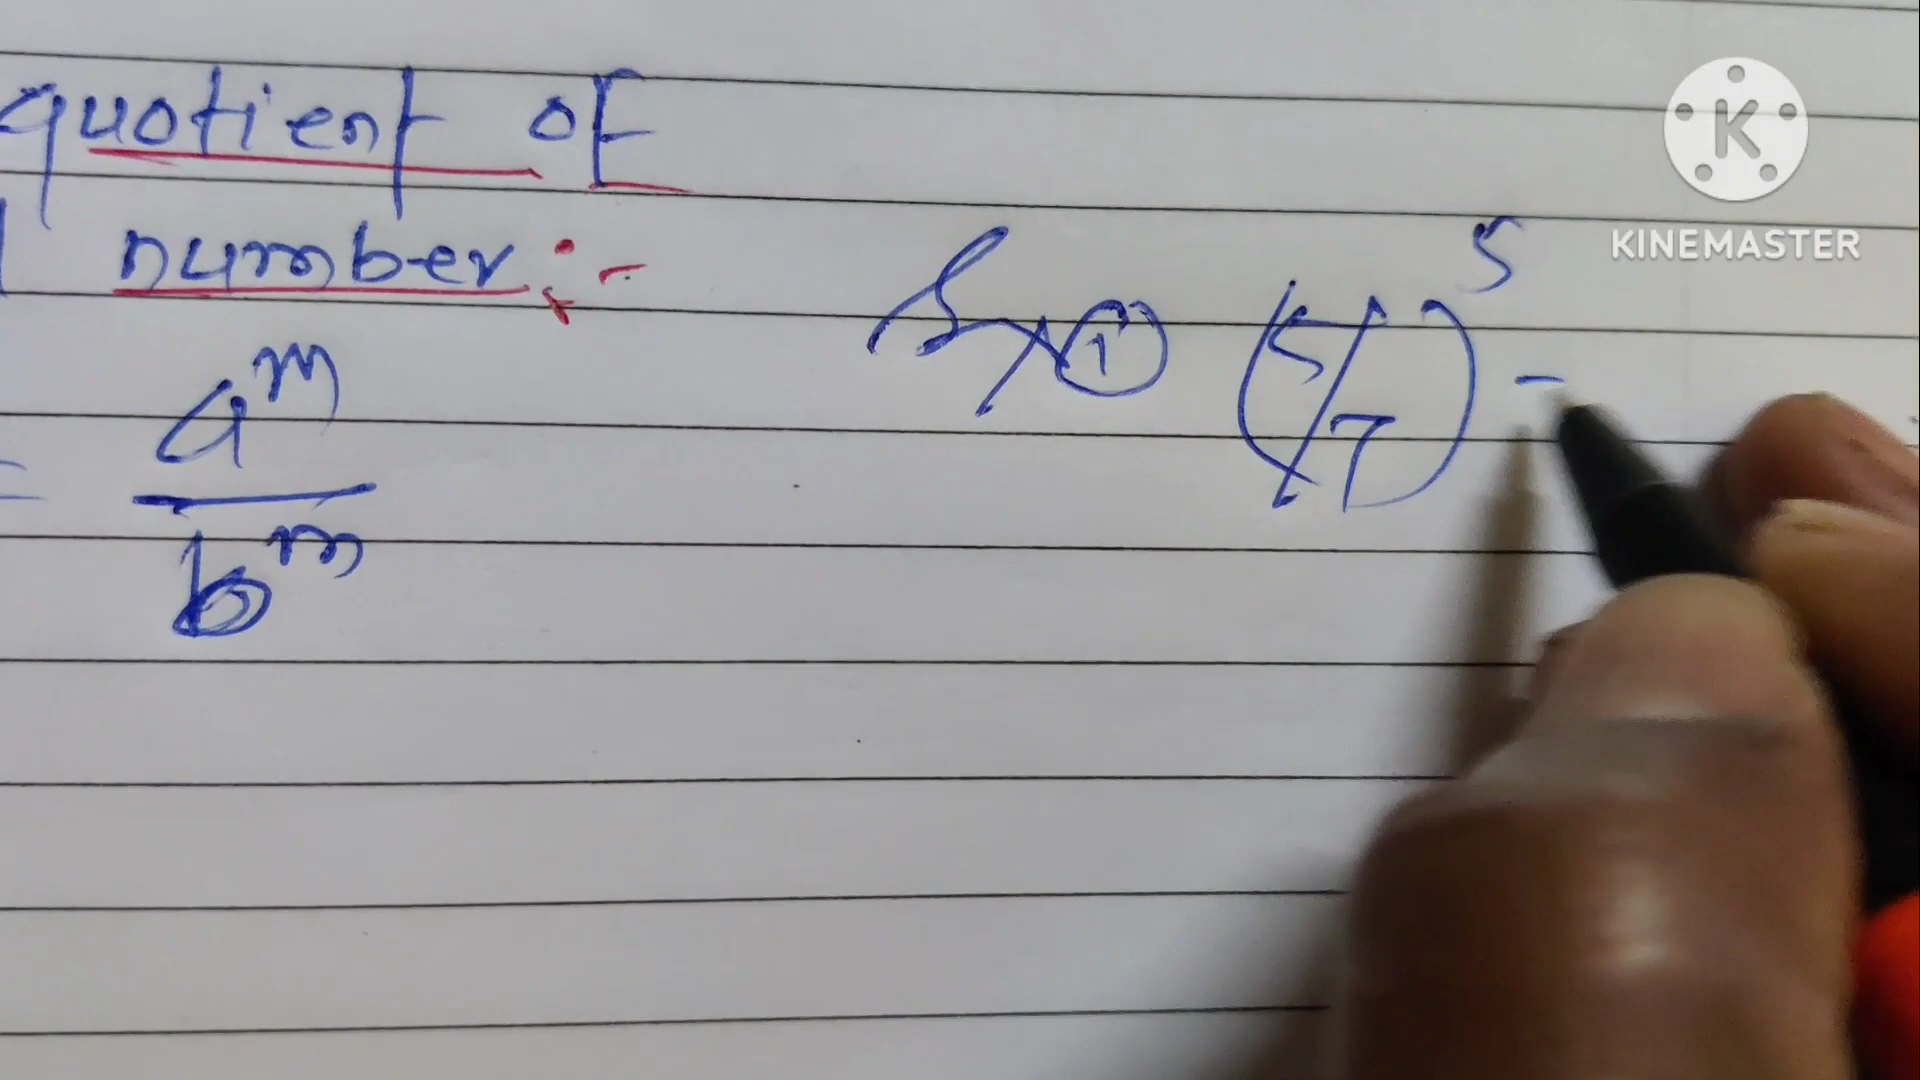 quotient of
number :-
= a^m / b^m
Ex ① (5/7)^5 -
K
KINEMASTER